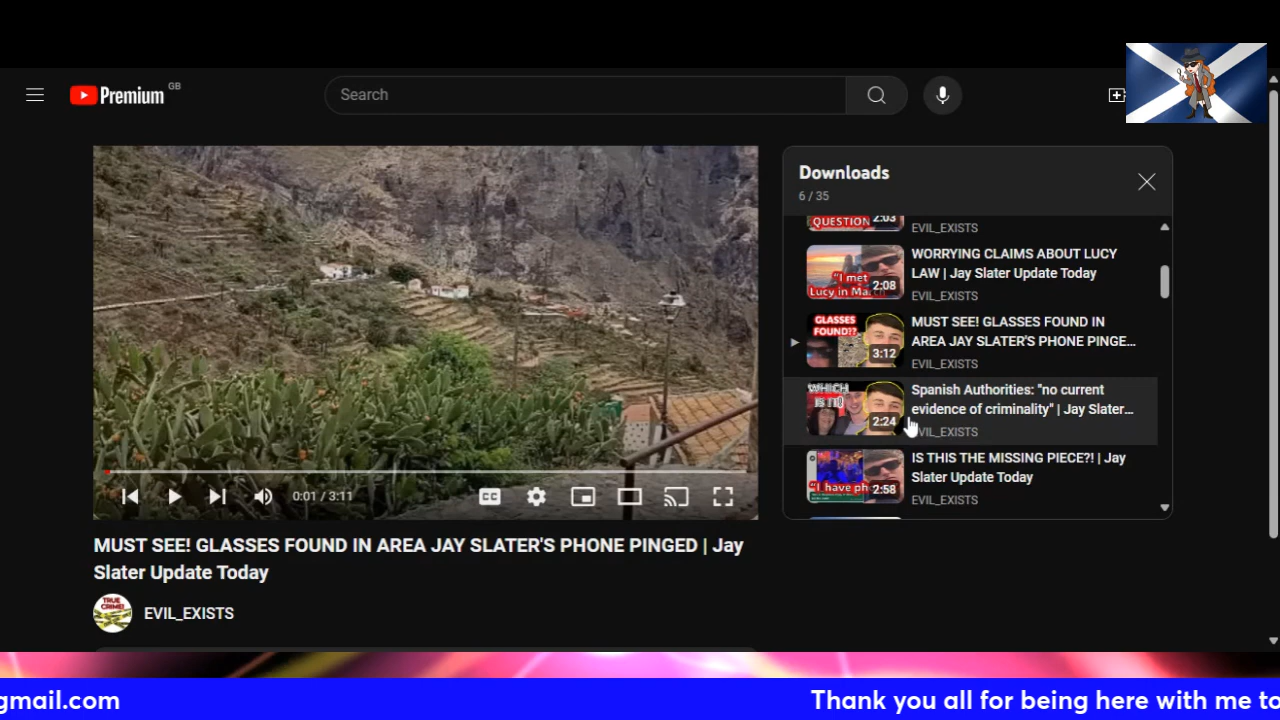 Premium GB
Search
Downloads
6 / 35
QUESTION
2:03
EVIL_EXISTS
"I met
Lucy in Mar
2:08
WORRYING CLAIMS ABOUT LUCY
LAW | Jay Slater Update Today
EVIL_EXISTS
GLASSES
FOUND??
3:12
MUST SEE! GLASSES FOUND IN
AREA JAY SLATER'S PHONE PINGE...
EVIL_EXISTS
WHICH
IS IT?!
2:24
Spanish Authorities: "no current
evidence of criminality" | Jay Slater...
VIL_EXISTS
"I have ph
2:58
IS THIS THE MISSING PIECE?! | Jay
Slater Update Today
EVIL_EXISTS
0:01 / 3:11
CC
MUST SEE! GLASSES FOUND IN AREA JAY SLATER'S PHONE PINGED | Jay
Slater Update Today
TRUE
CRIME!
EVIL_EXISTS
gmail.com
Thank you all for being here with me to